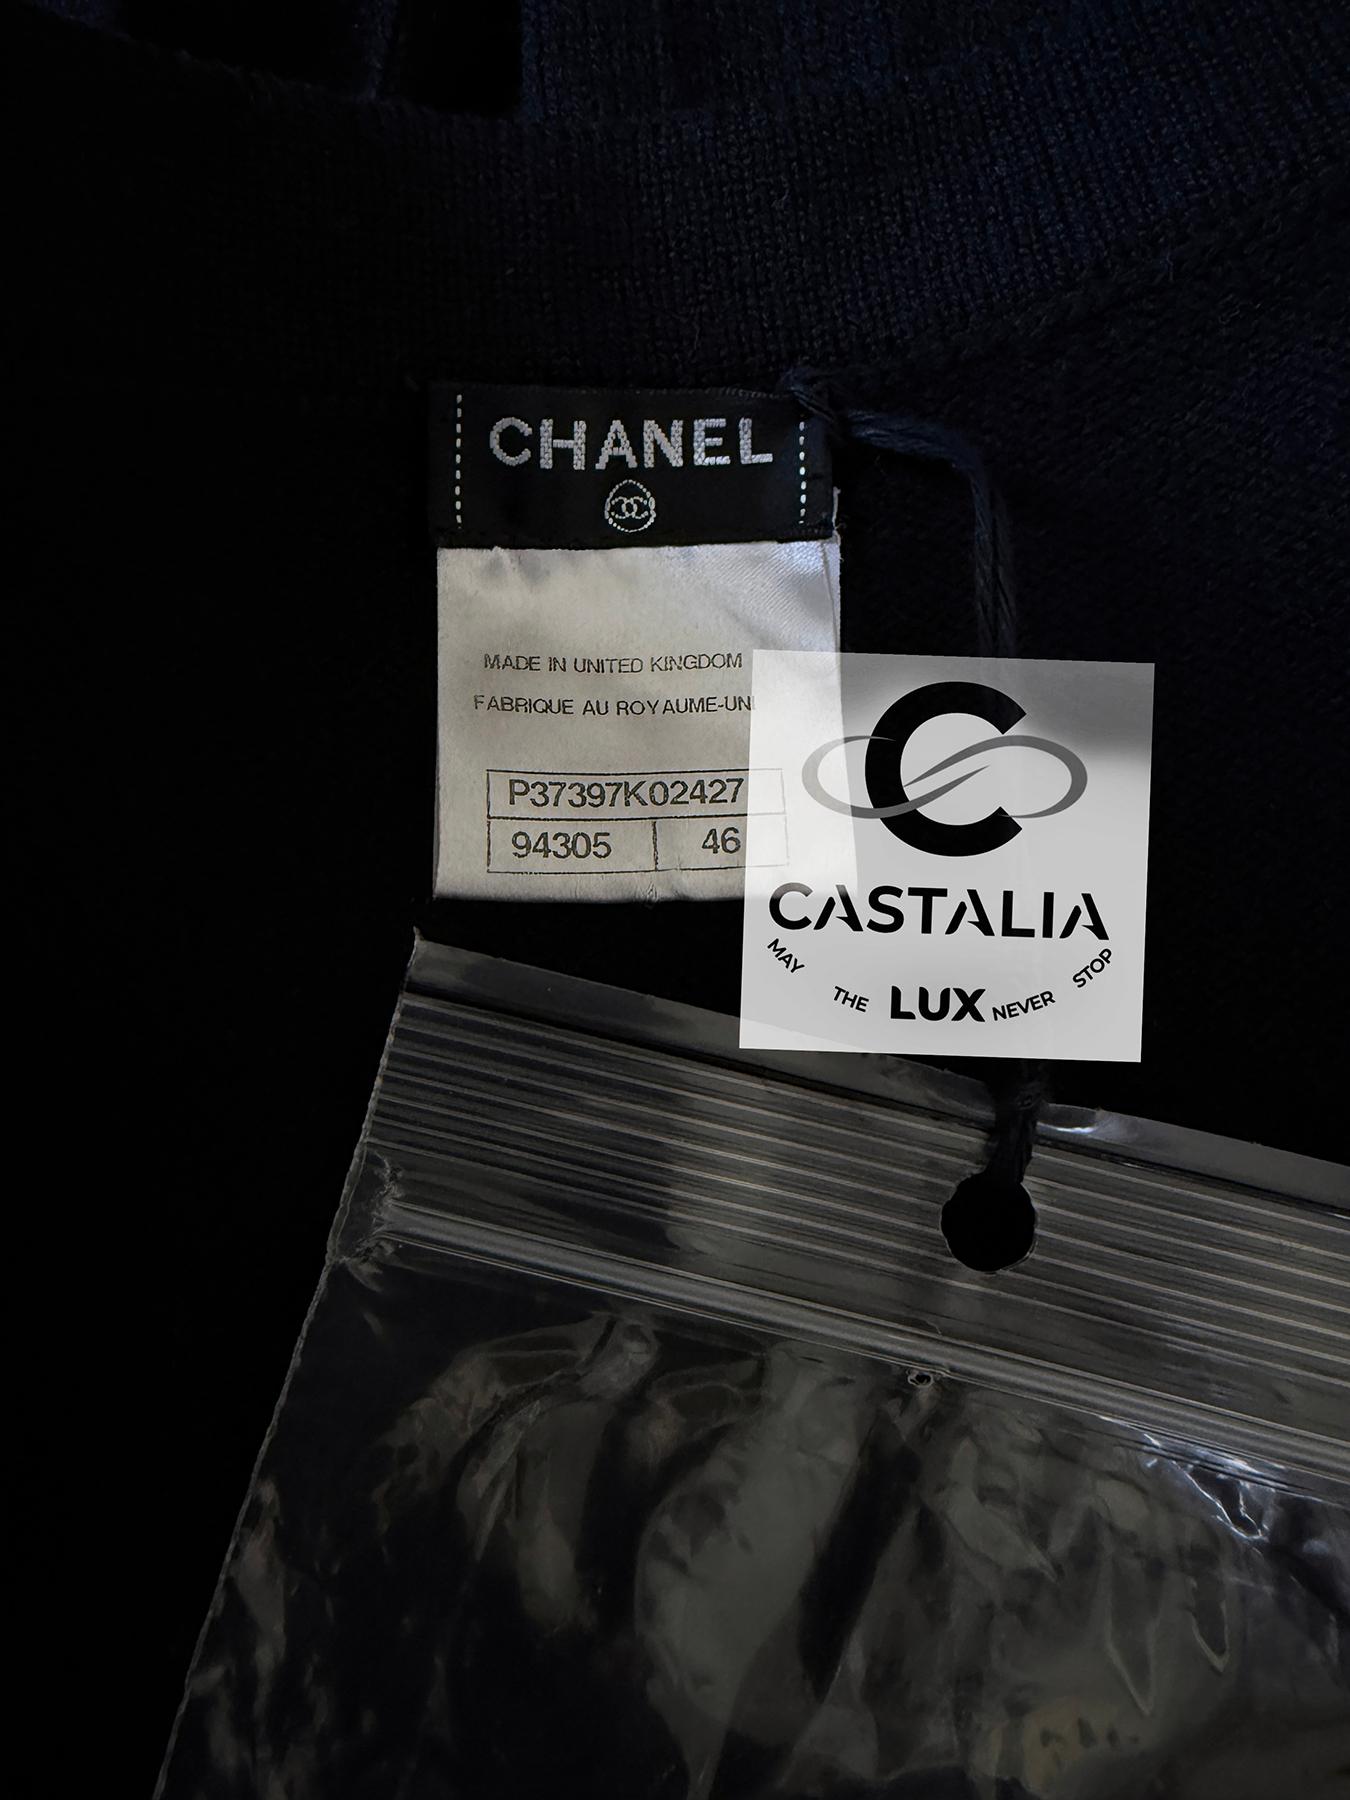 CHANEL
MADE IN UNITED KINGDOM
FABRIQUE AU ROYAUME-UNI
P37397K02427
94305 46
CASTALIA
MAY THE LUX NEVER STOP